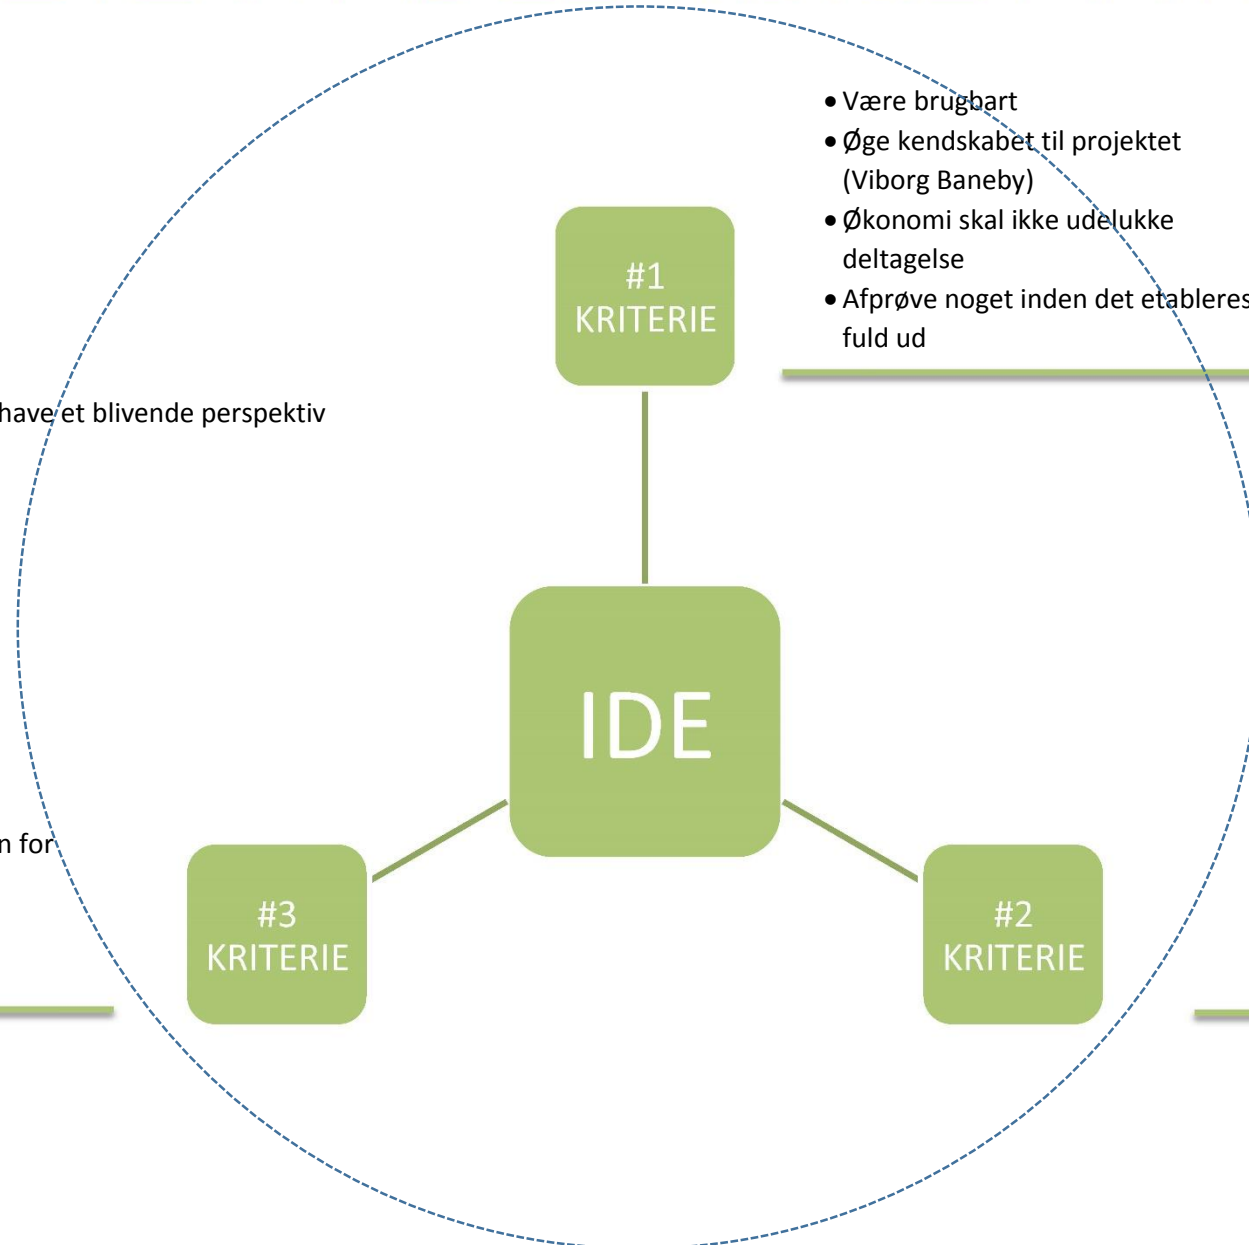 • Være brugbart
• Øge kendskabet til projektet
(Viborg Baneby)
• Økonomi skal ikke udelukke
deltagelse
• Afprøve noget inden det etableres
fuld ud
#1
KRITERIE
have et blivende perspektiv
IDE
n for
#3
KRITERIE
#2
KRITERIE